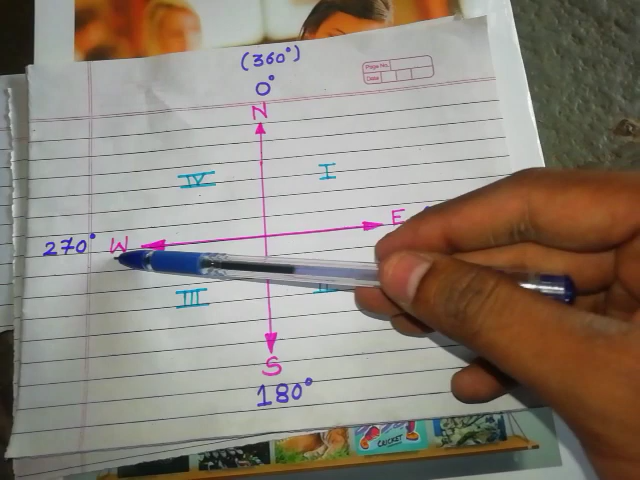 (360°)
0°
N
Page No.
Date
IV
I
E
270°
W
III
S
180°
CRICKET